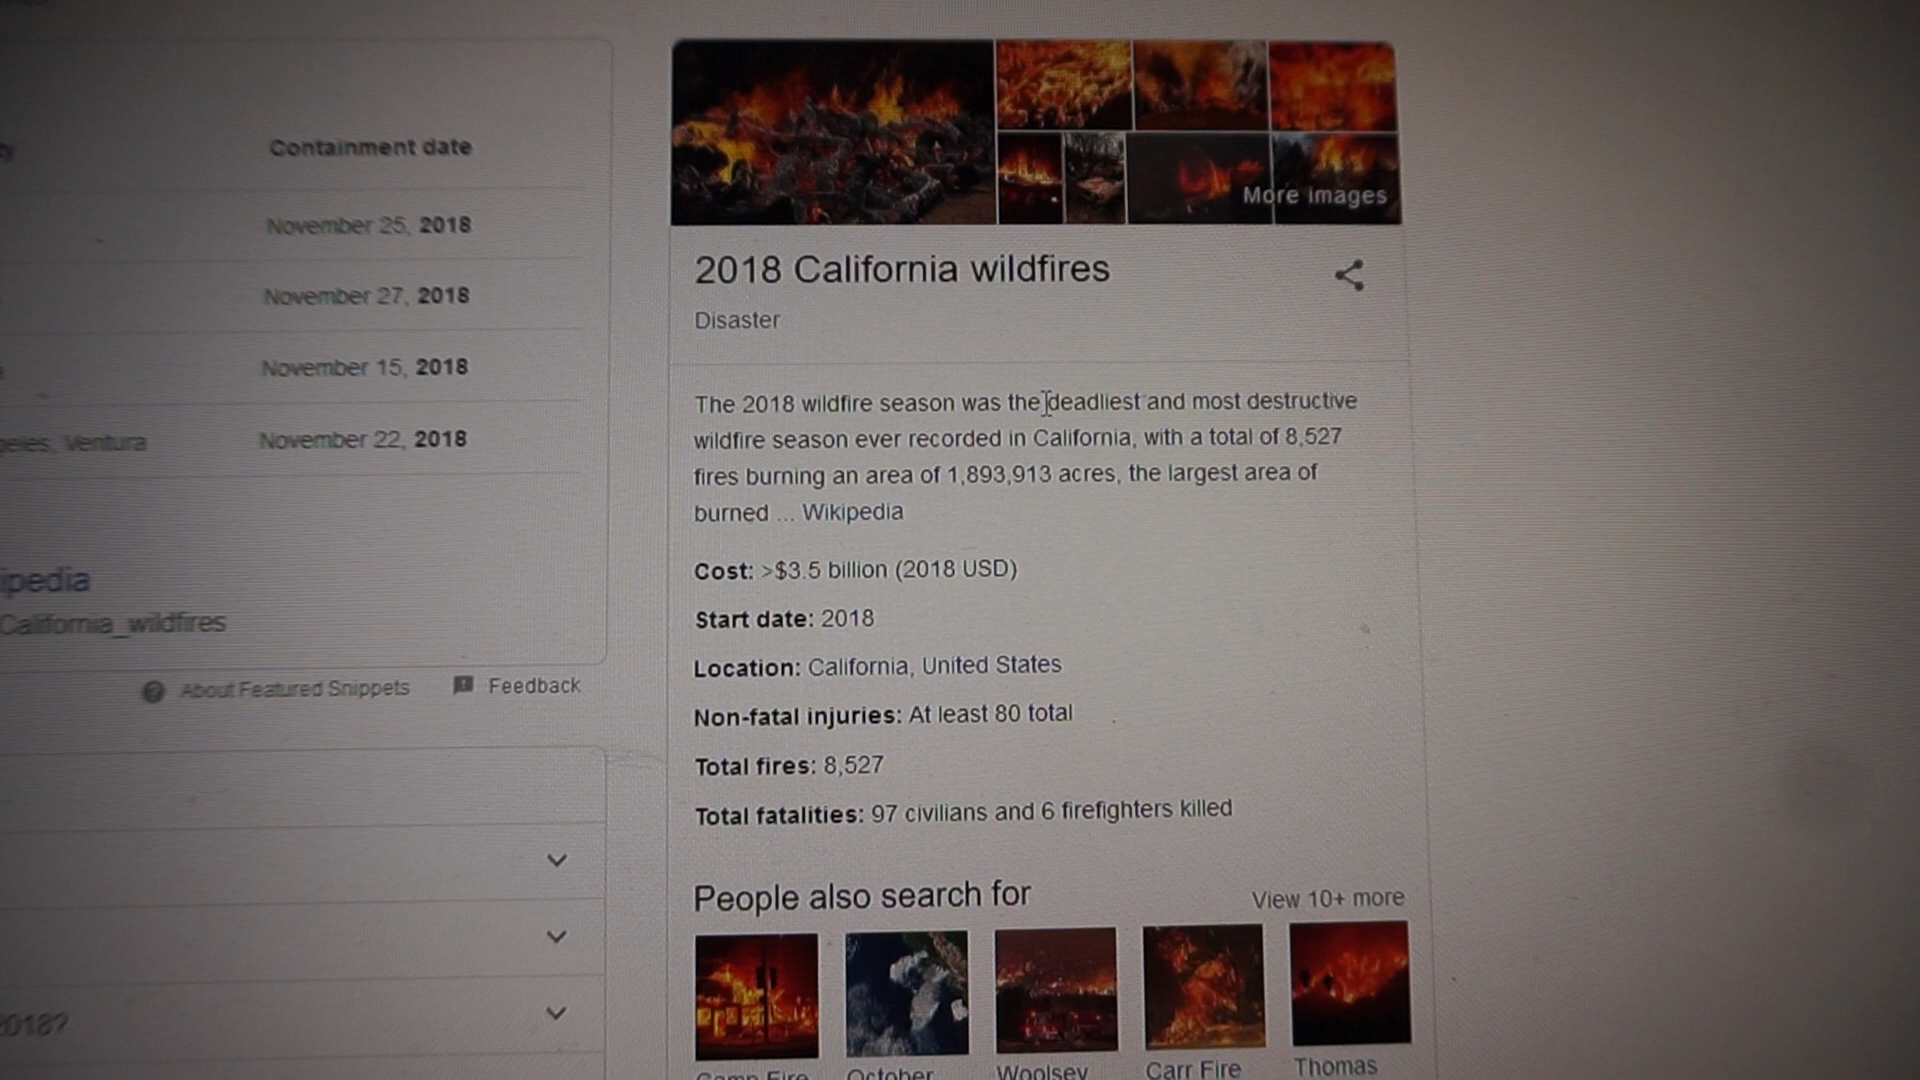 Containment date
November 25, 2018
November 27, 2018
November 15, 2018
Ventura
November 22, 2018
California_wildfires
About Featured Snippets
Feedback
2018?
More images
2018 California wildfires
Disaster
The 2018 wildfire season was the deadliest and most destructive
wildfire season ever recorded in California, with a total of 8,527
fires burning an area of 1,893,913 acres, the largest area of
burned ... Wikipedia
Cost: >$3.5 billion (2018 USD)
Start date: 2018
Location: California, United States
Non-fatal injuries: At least 80 total
Total fires: 8,527
Total fatalities: 97 civilians and 6 firefighters killed
People also search for
View 10+ more
Camp Fire
October
Woolsey
Carr Fire
Thomas